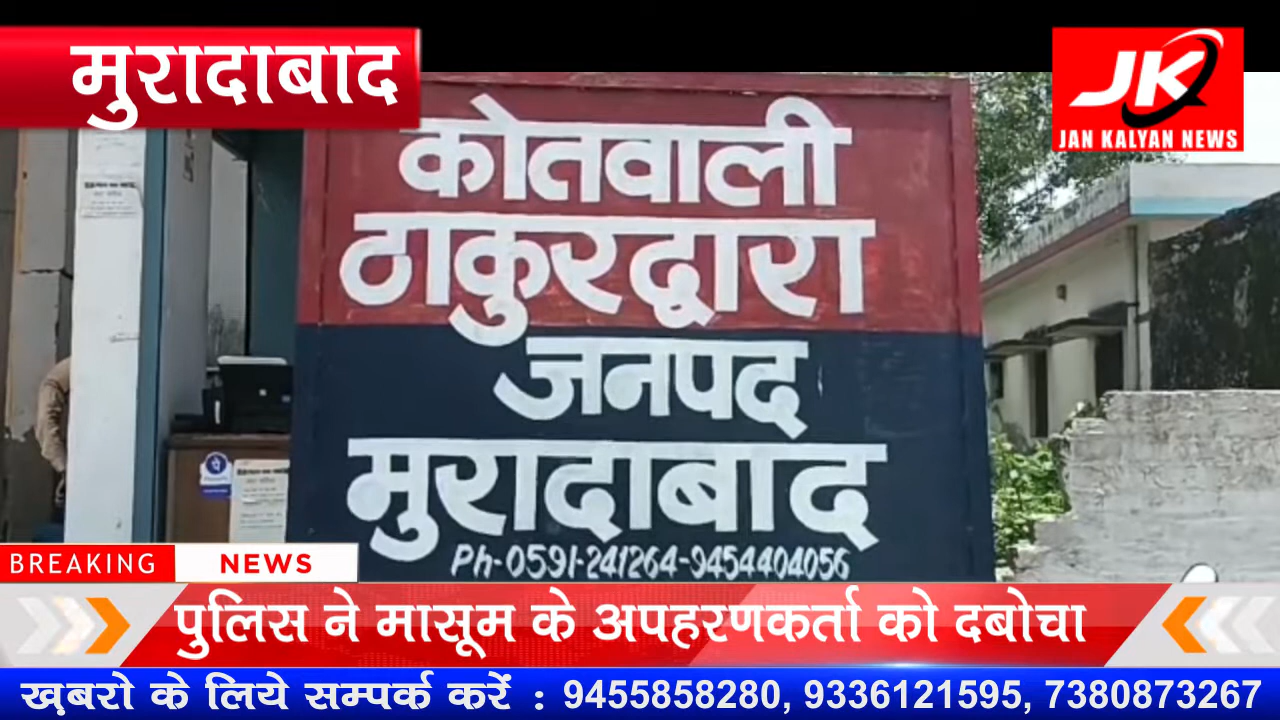 मुरादाबाद
JK
JAN KALYAN NEWS
कोतवाली
ठाकुरद्वारा
जनपद
मुरादाबाद
Ph-0591-241264-9454404056
BREAKING NEWS
पुलिस ने मासूम के अपहरणकर्ता को दबोचा
ख़बरो के लिये सम्पर्क करें : 9455858280, 9336121595, 7380873267